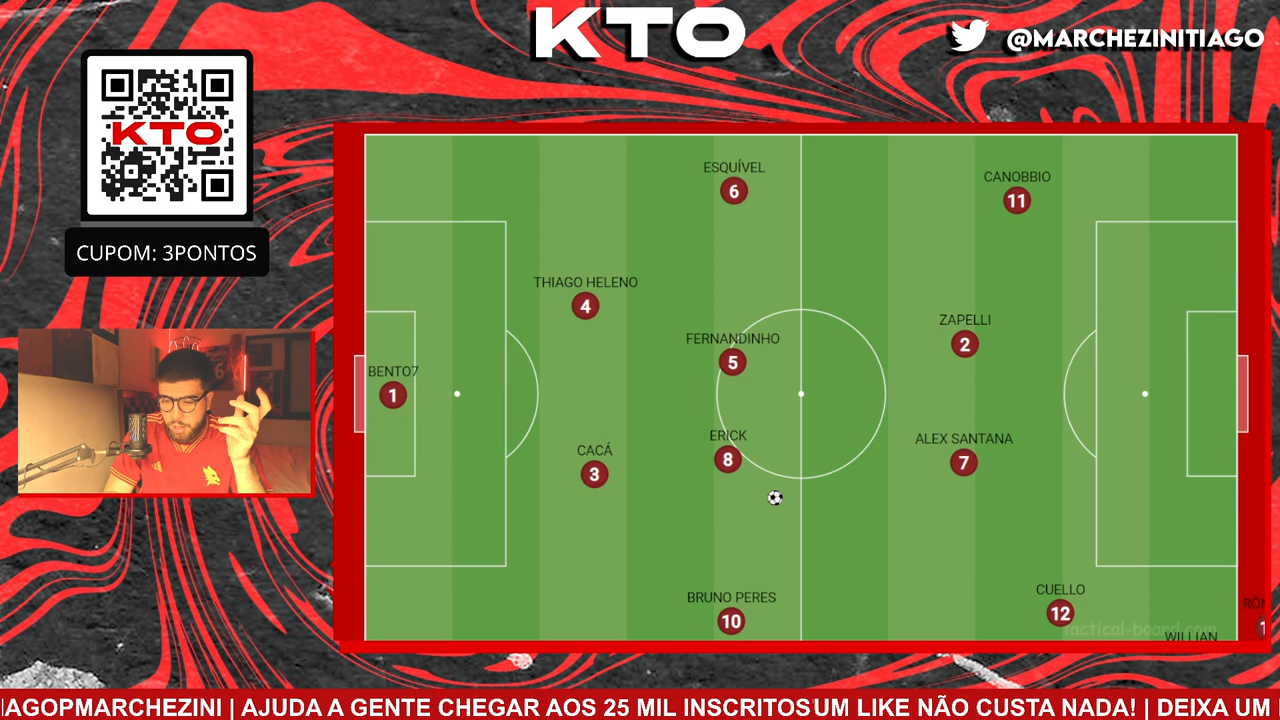 KTO
@MARCHEZINITIAGO
KTO
CUPOM: 3PONTOS
ESQUÍVEL
6
CANOBBIO
11
THIAGO HELENO
4
ZAPELLI
2
FERNANDINHO
5
BENTO7
1
ERICK
8
ALEX SANTANA
7
CACÁ
3
CUELLO
12
BRUNO PERES
10
tactical-board.com
WILLIAN
IAGOPMARCHEZINI | AJUDA A GENTE CHEGAR AOS 25 MIL INSCRITOS UM LIKE NÃO CUSTA NADA! | DEIXA UM